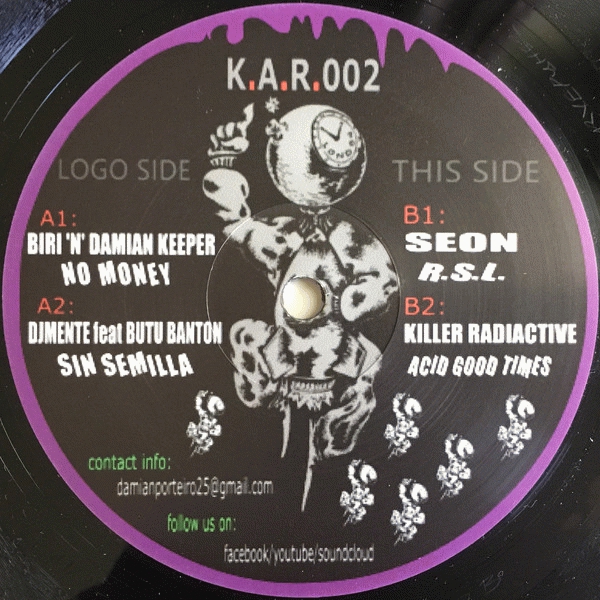 K.A.R.002
LOGO SIDE
THIS SIDE
A1:
BIRI 'N' DAMIAN KEEPER
NO MONEY
A2:
DJMENTE feat BUTU BANTON
SIN SEMILLA
B1:
SEON
R.S.L.
B2:
KILLER RADIACTIVE
ACID GOOD TIMES
contact info:
damianporteiro25@gmail.com
follow us on:
facebook/youtube/soundcloud